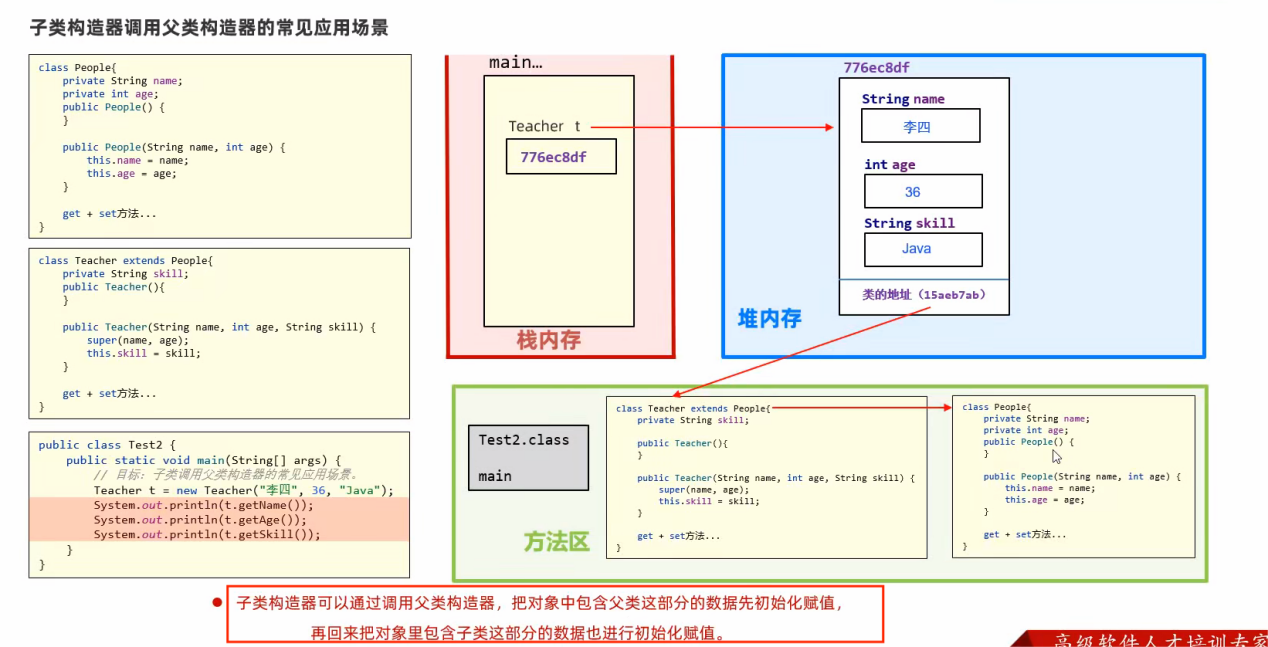 子类构造器调用父类构造器的常见应用场景
class People{
private String name;
private int age;
public People() {
}
public People(String name, int age) {
this.name = name;
this.age = age;
}
get + set方法...
}
class Teacher extends People{
private String skill;
public Teacher(){
}
public Teacher(String name, int age, String skill) {
super(name, age);
this.skill = skill;
}
get + set方法...
}
public class Test2 {
public static void main(String[] args) {
// 目标：子类调用父类构造器的常见应用场景。
Teacher t = new Teacher("李四", 36, "Java");
System.out.println(t.getName());
System.out.println(t.getAge());
System.out.println(t.getSkill());
}
}
main…
Teacher t
776ec8df
栈内存
776ec8df
String name
李四
int age
36
String skill
Java
类的地址（15aeb7ab）
堆内存
Test2.class
main
方法区
class Teacher extends People{
private String skill;
public Teacher(){
}
public Teacher(String name, int age, String skill) {
super(name, age);
this.skill = skill;
}
get + set方法...
}
class People{
private String name;
private int age;
public People() {
}
public People(String name, int age) {
this.name = name;
this.age = age;
}
get + set方法...
}
子类构造器可以通过调用父类构造器，把对象中包含父类这部分的数据先初始化赋值，
再回来把对象里包含子类这部分的数据也进行初始化赋值。
高级软件人才培训专家